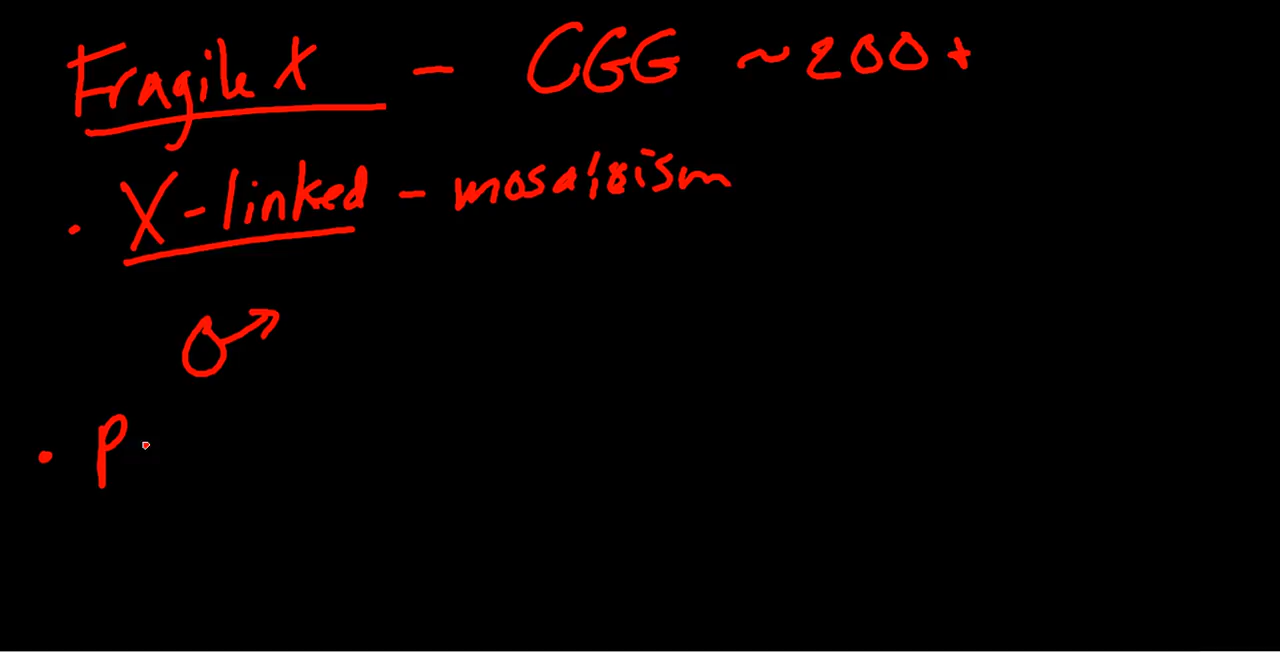 Fragile X - CGG ~200+
• X-linked - mosaicism
• P